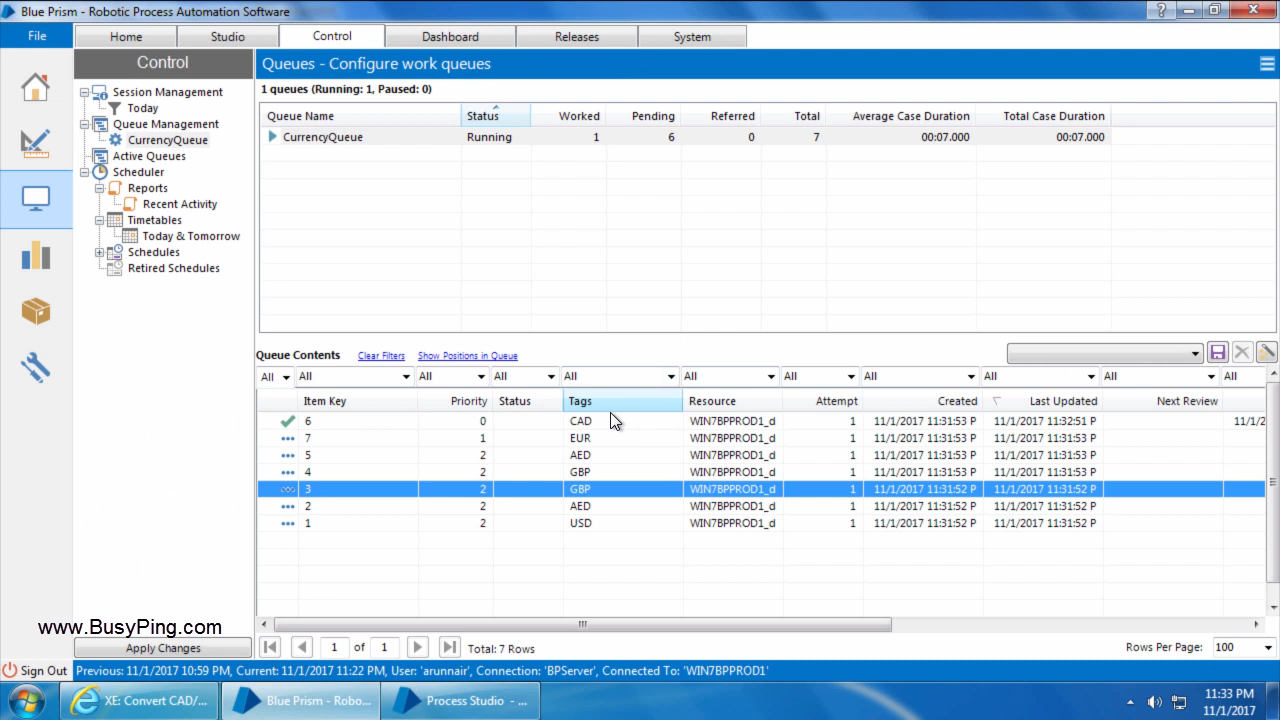 Blue Prism - Robotic Process Automation Software
File Home Studio Control Dashboard Releases System
Control
Queues - Configure work queues
Session Management
Today
Queue Management
CurrencyQueue
Active Queues
Scheduler
Reports
Recent Activity
Timetables
Today & Tomorrow
Schedules
Retired Schedules
1 queues (Running: 1, Paused: 0)
Queue Name Status Worked Pending Referred Total Average Case Duration Total Case Duration
CurrencyQueue Running 1 6 0 7 00:07.000 00:07.000
Queue Contents Clear Filters Show Positions in Queue
All All All All All All All All All All All
Item Key Priority Status Tags Resource Attempt Created Last Updated Next Review
6 0 CAD WIN7BPPROD1_d 1 11/1/2017 11:31:53 P 11/1/2017 11:32:51 P 11/1/2
7 1 EUR WIN7BPPROD1_d 1 11/1/2017 11:31:53 P 11/1/2017 11:31:53 P
5 2 AED WIN7BPPROD1_d 1 11/1/2017 11:31:53 P 11/1/2017 11:31:53 P
4 2 GBP WIN7BPPROD1_d 1 11/1/2017 11:31:53 P 11/1/2017 11:31:53 P
3 2 GBP WIN7BPPROD1_d 1 11/1/2017 11:31:52 P 11/1/2017 11:31:52 P
2 2 AED WIN7BPPROD1_d 1 11/1/2017 11:31:52 P 11/1/2017 11:31:52 P
1 2 USD WIN7BPPROD1_d 1 11/1/2017 11:31:52 P 11/1/2017 11:31:52 P
www.BusyPing.com
Apply Changes
1 of 1 Total: 7 Rows Rows Per Page: 100
Sign Out Previous: 11/1/2017 10:59 PM, Current: 11/1/2017 11:22 PM, User: 'arunnair', Connection: 'BPServer', Connected To: 'WIN7BPPROD1'
XE: Convert CAD/... Blue Prism - Robo... Process Studio - ...
11:33 PM
11/1/2017